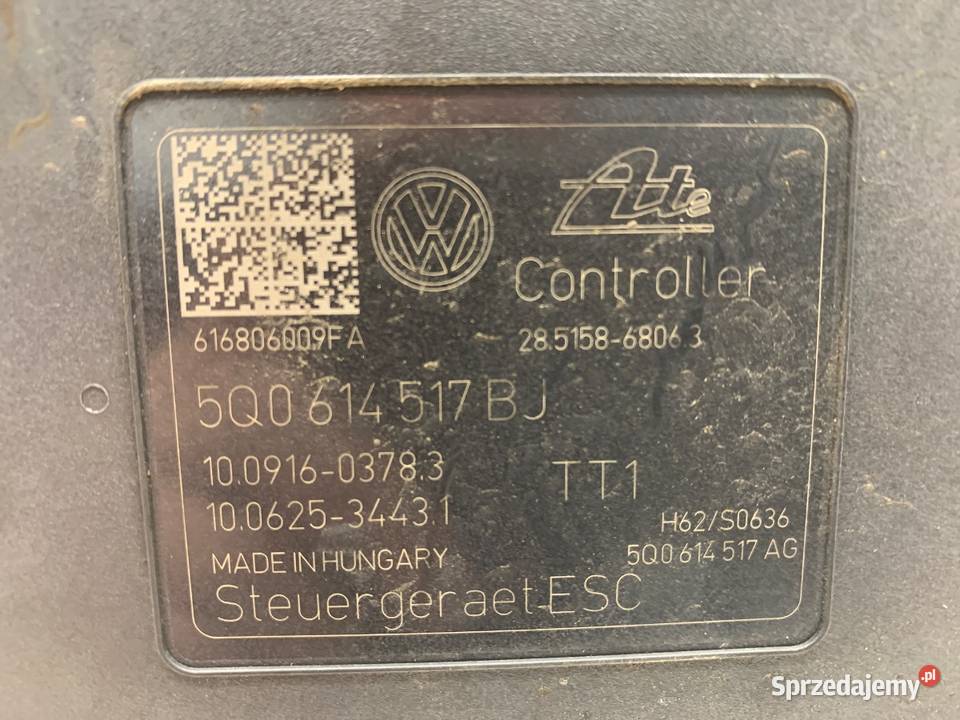 VW
Ate
Controller
616806009FA 28.5158-6806.3
5Q0 614 517 BJ
10.0916-0378.3
TT1
10.0625-3443.1
H62/S0636
MADE IN HUNGARY
5Q0 614 517 AG
Steuergeraet ESC
Sprzedajemy.pl